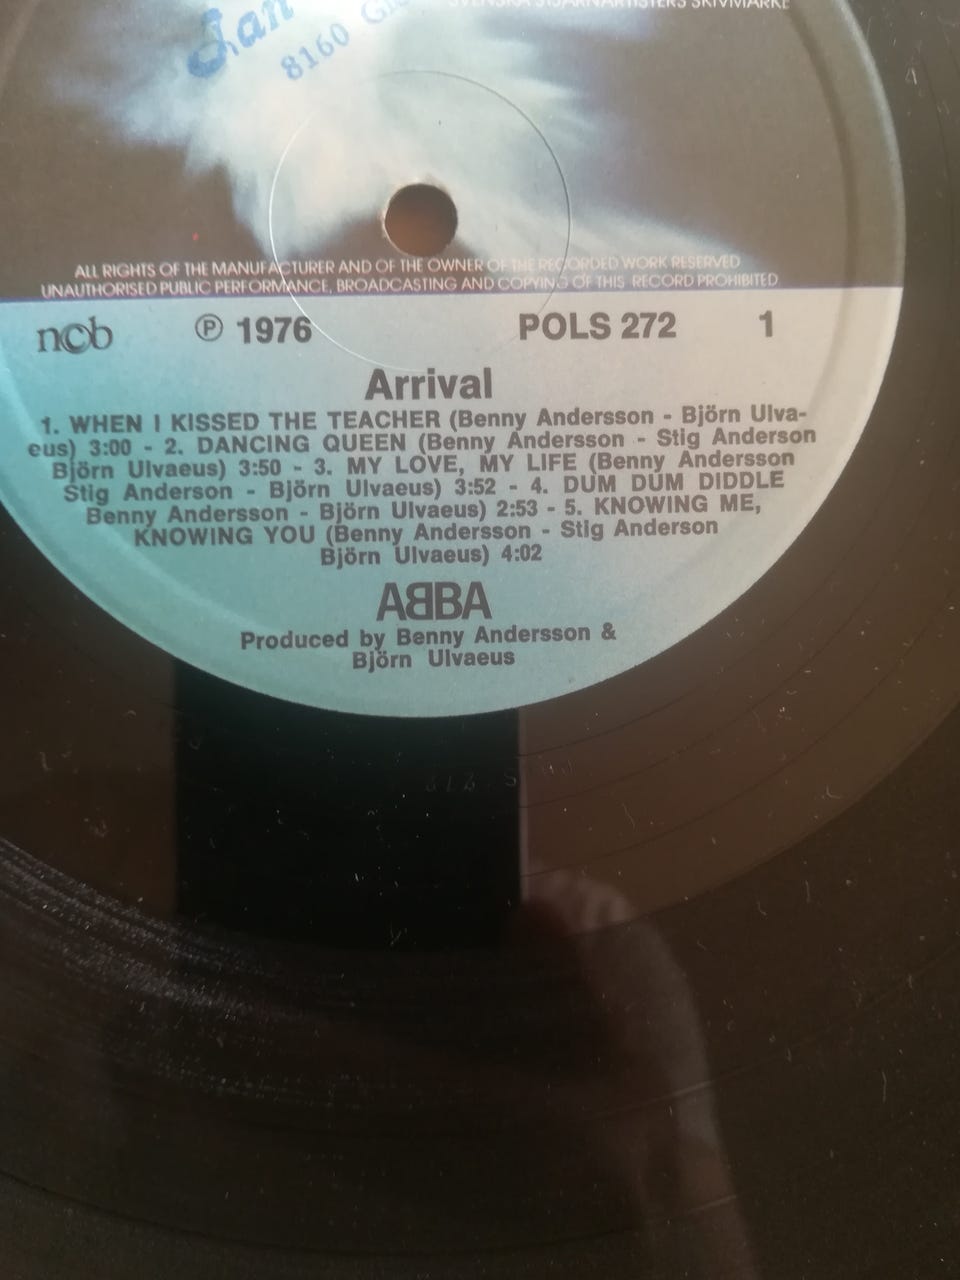 SVENSKA STJÄRNARTISTERS SKIVMÄRKE
Jan
8160
ALL RIGHTS OF THE MANUFACTURER AND OF THE OWNER OF THE RECORDED WORK RESERVED
UNAUTHORISED PUBLIC PERFORMANCE, BROADCASTING AND COPYING OF THIS RECORD PROHIBITED
ncb ℗ 1976 POLS 272 1
Arrival
1. WHEN I KISSED THE TEACHER (Benny Andersson - Björn Ulva-
eus) 3:00 - 2. DANCING QUEEN (Benny Andersson - Stig Anderson
Björn Ulvaeus) 3:50 - 3. MY LOVE, MY LIFE (Benny Andersson
Stig Anderson - Björn Ulvaeus) 3:52 - 4. DUM DUM DIDDLE
Benny Andersson - Björn Ulvaeus) 2:53 - 5. KNOWING ME,
KNOWING YOU (Benny Andersson - Stig Anderson
Björn Ulvaeus) 4:02
ABBA
Produced by Benny Andersson &
Björn Ulvaeus